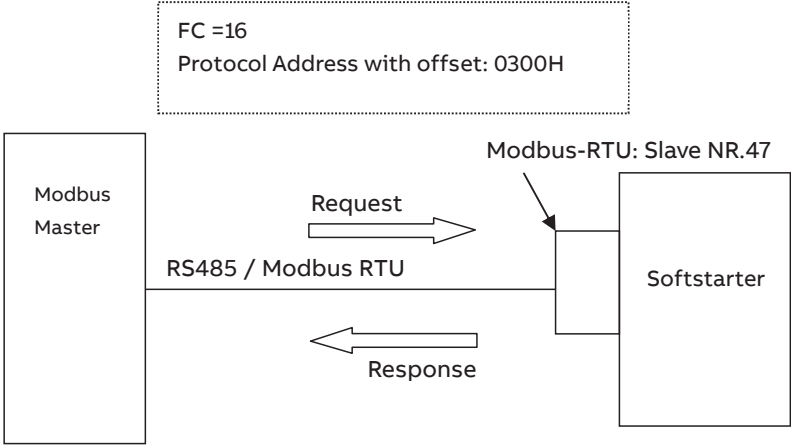 FC =16
Protocol Address with offset: 0300H
Modbus-RTU: Slave NR.47
Modbus
Master
Request
RS485 / Modbus RTU
Softstarter
Response